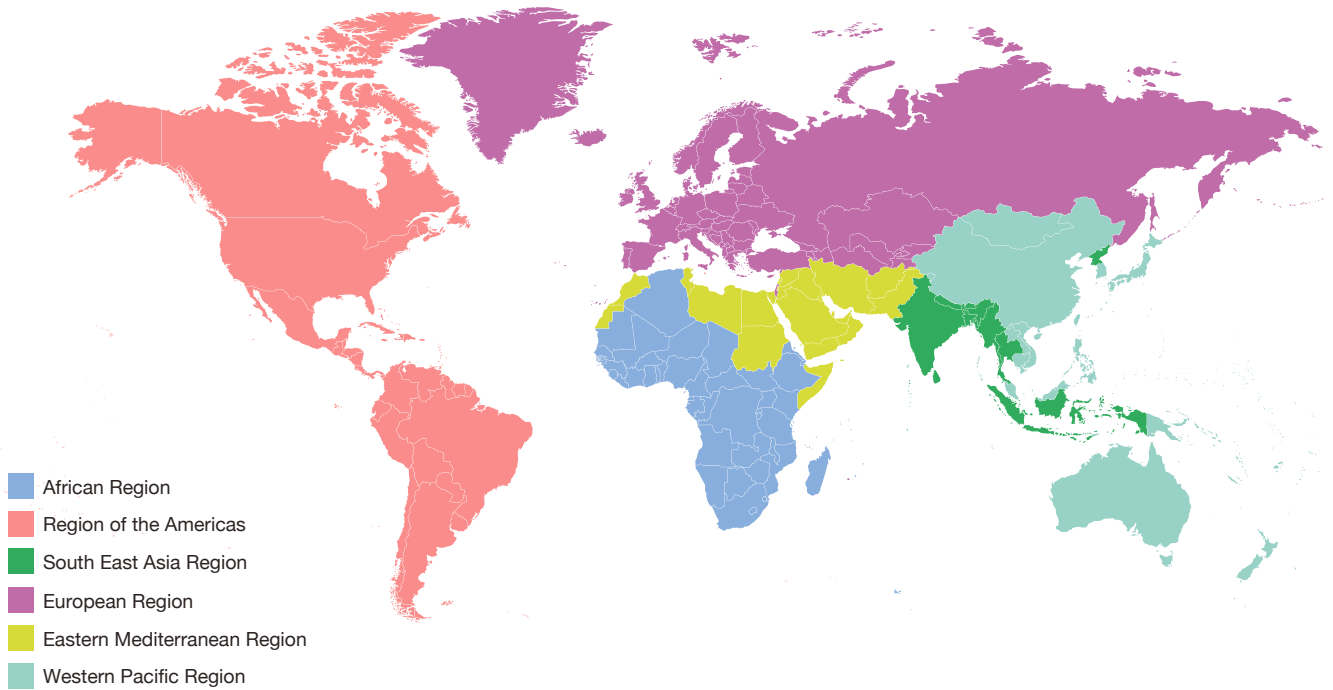 African Region
Region of the Americas
South East Asia Region
European Region
Eastern Mediterranean Region
Western Pacific Region